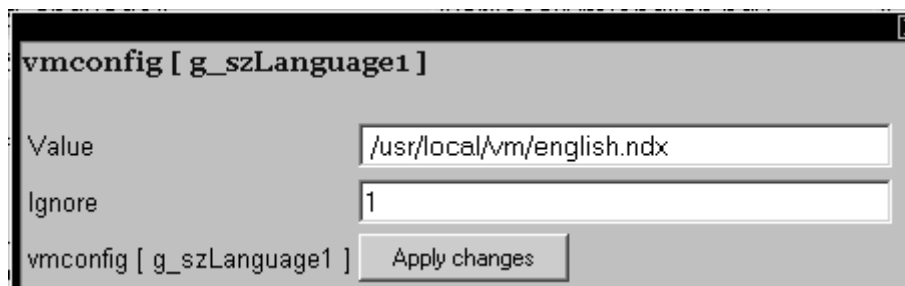 vmconfig [ g_szLanguage1 ]
Value /usr/local/vm/english.ndx
Ignore 1
vmconfig [ g_szLanguage1 ] Apply changes